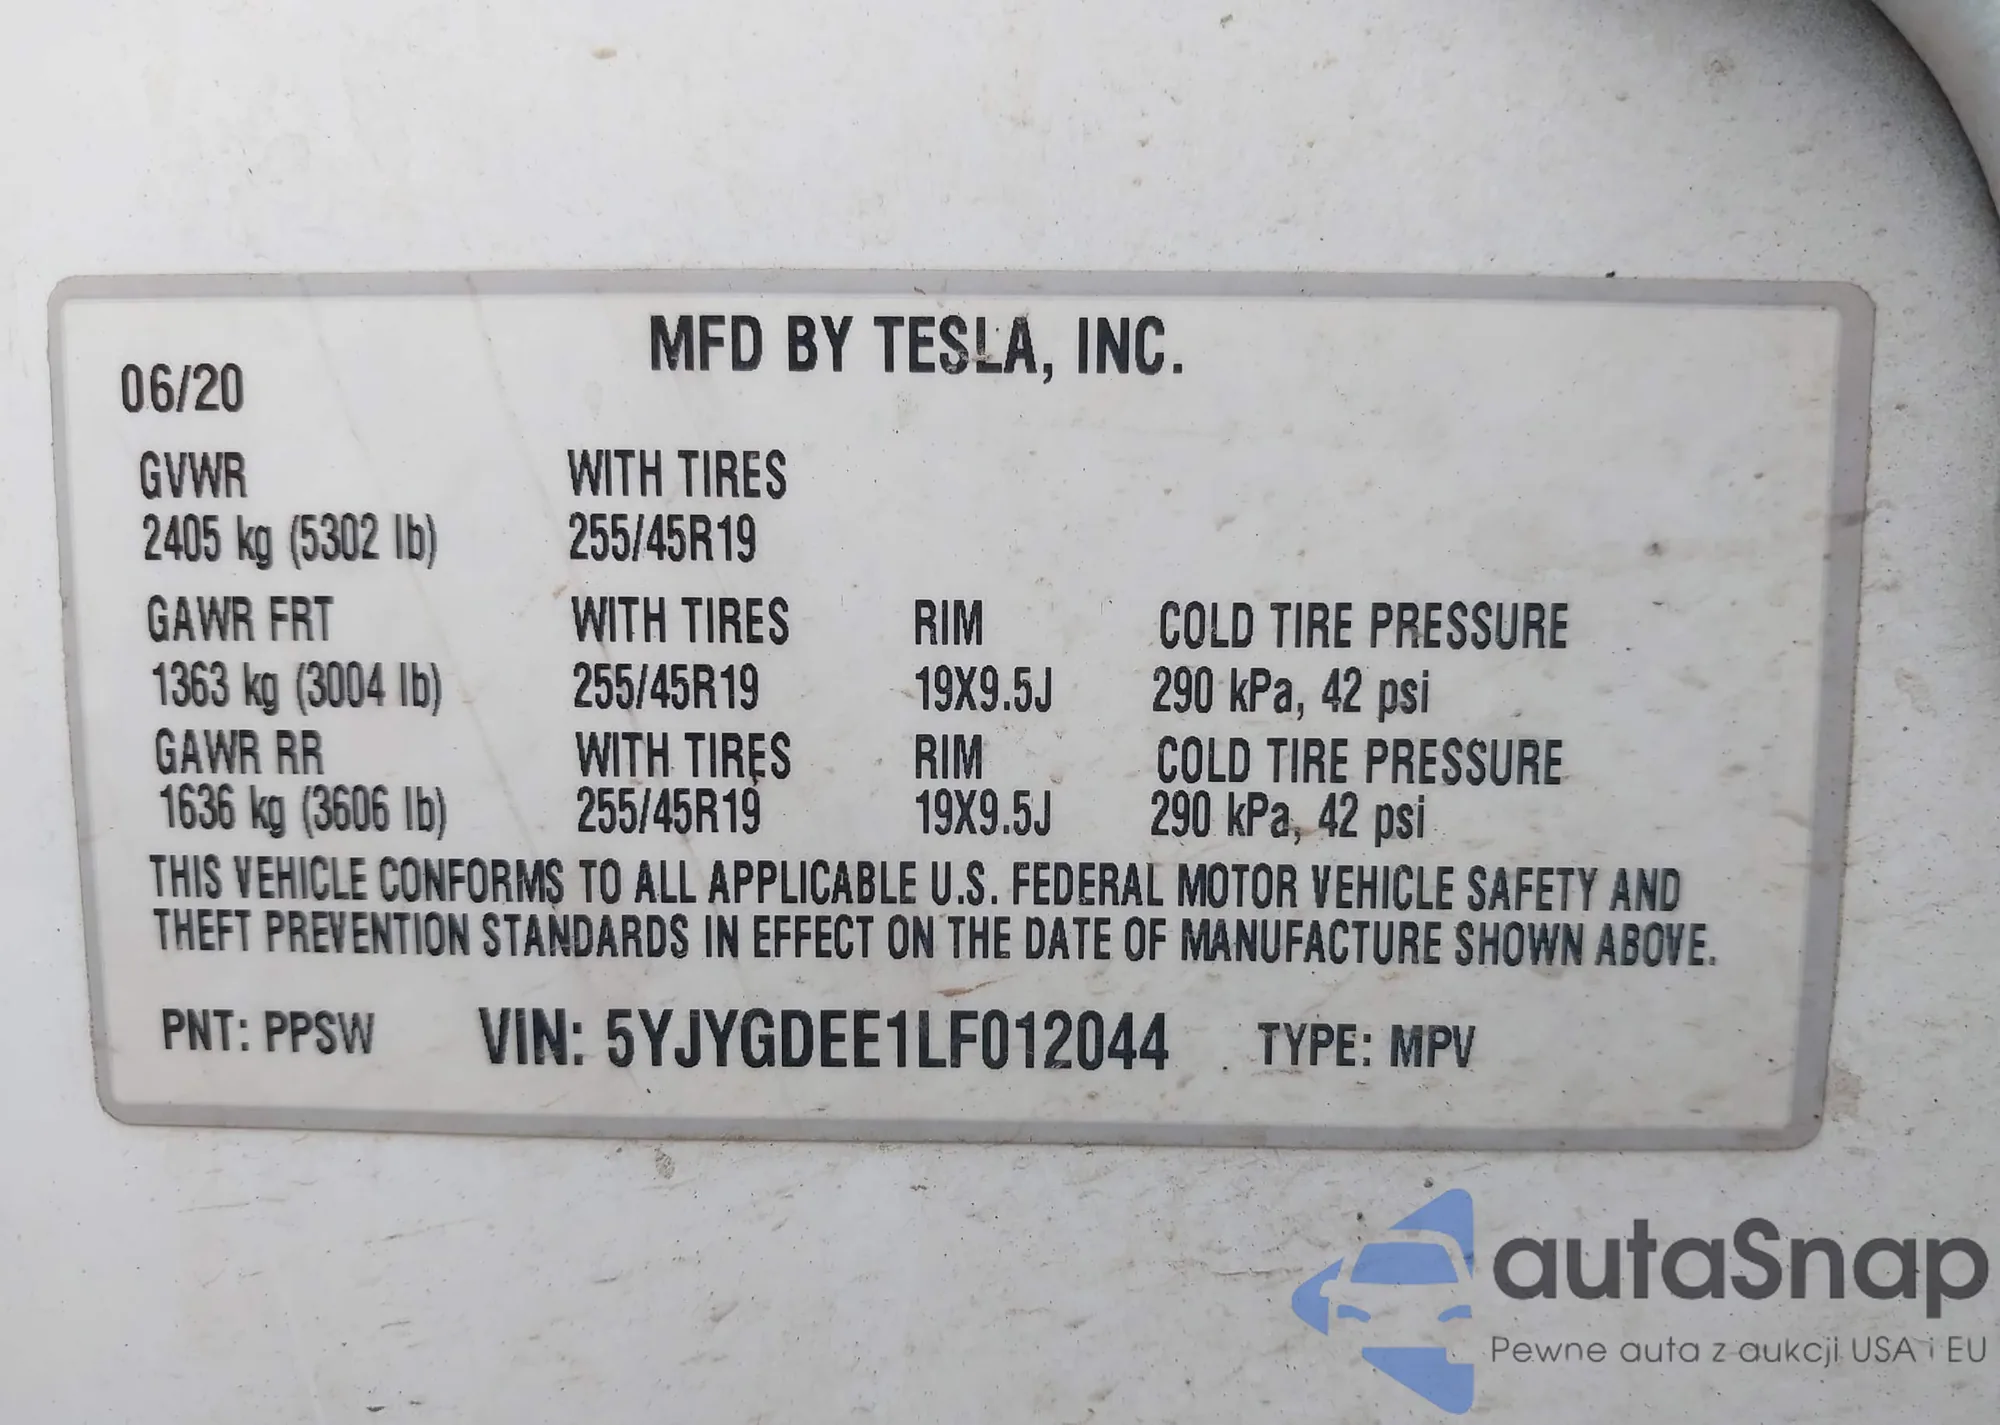 MFD BY TESLA, INC.
06/20
GVWR WITH TIRES
2405 kg (5302 lb) 255/45R19
GAWR FRT WITH TIRES RIM COLD TIRE PRESSURE
1363 kg (3004 lb) 255/45R19 19X9.5J 290 kPa, 42 psi
GAWR RR WITH TIRES RIM COLD TIRE PRESSURE
1636 kg (3606 lb) 255/45R19 19X9.5J 290 kPa, 42 psi
THIS VEHICLE CONFORMS TO ALL APPLICABLE U.S. FEDERAL MOTOR VEHICLE SAFETY AND
THEFT PREVENTION STANDARDS IN EFFECT ON THE DATE OF MANUFACTURE SHOWN ABOVE.
PNT: PPSW VIN: 5YJYGDEE1LF012044 TYPE: MPV
autaSnap
Pewne auta z aukcji USA i EU